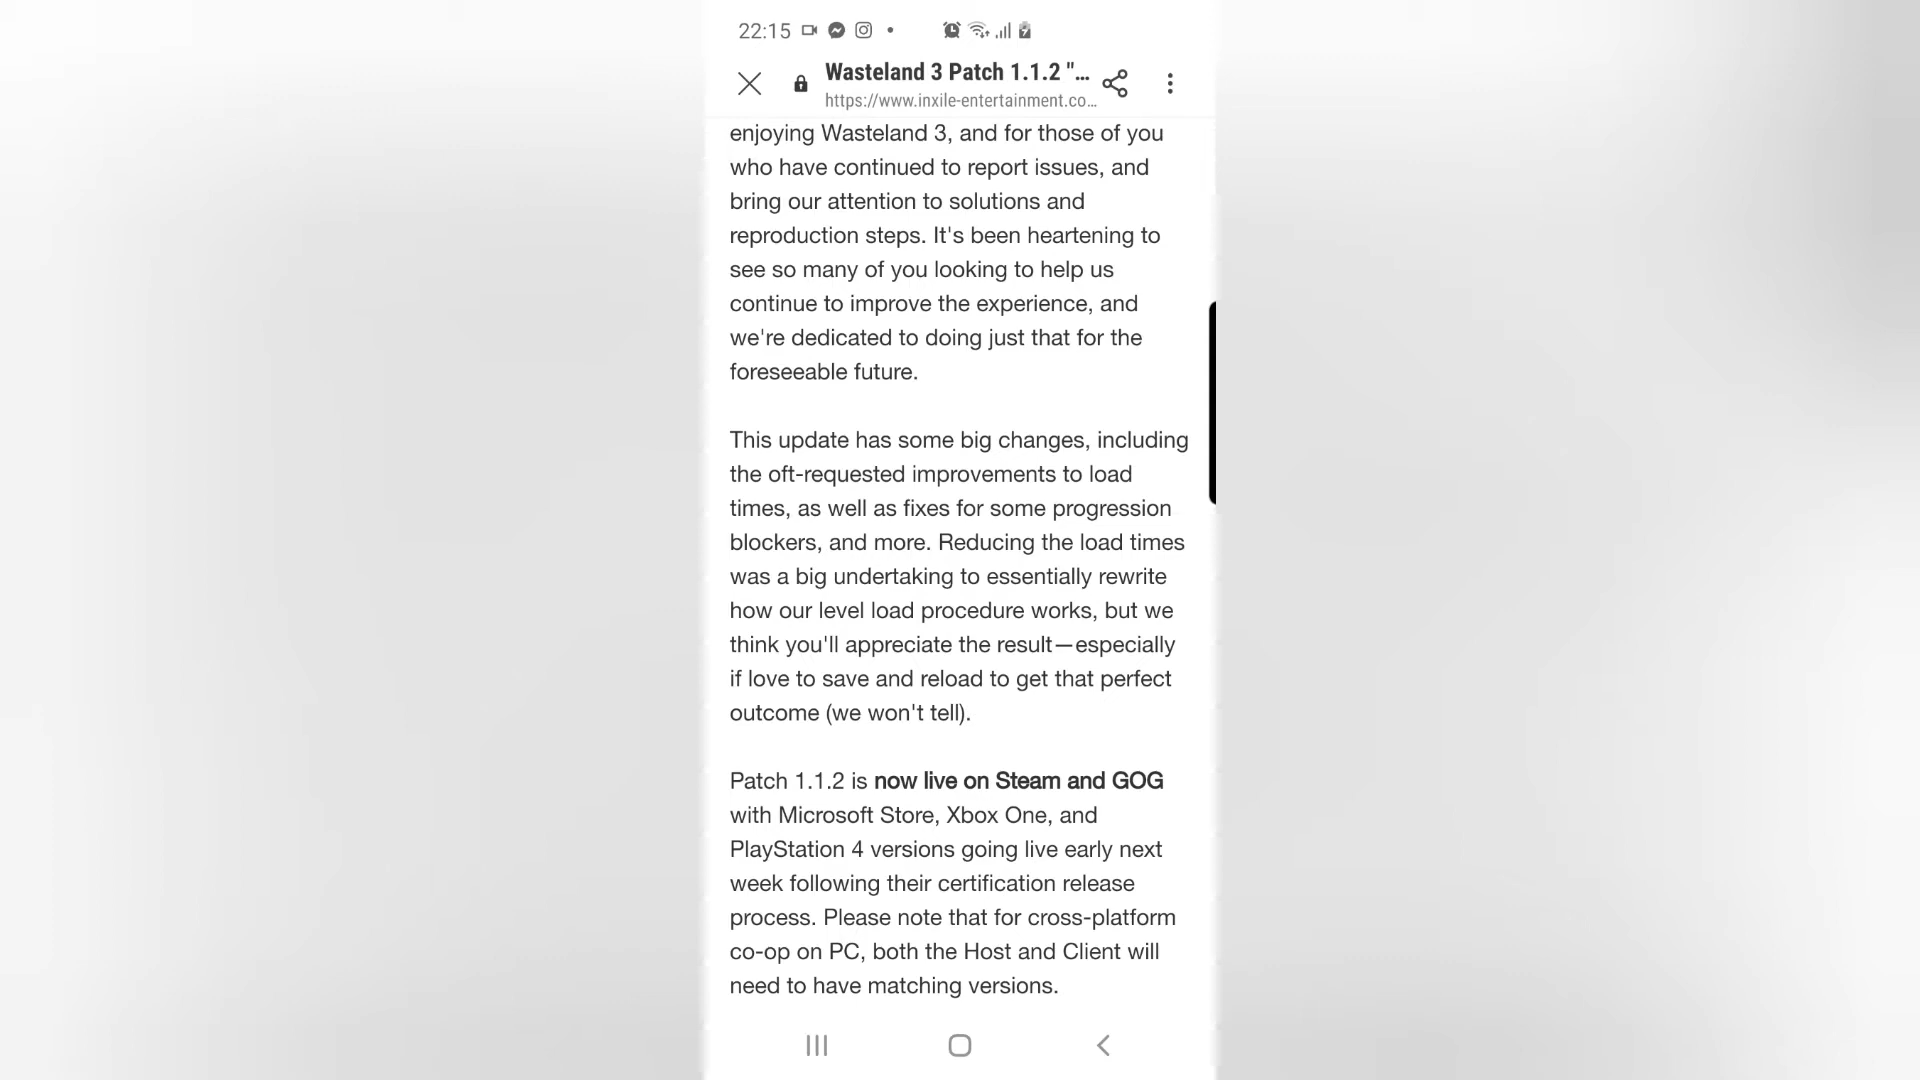 22:15
Wasteland 3 Patch 1.1.2 "...
https://www.inxile-entertainment.co...
enjoying Wasteland 3, and for those of you
who have continued to report issues, and
bring our attention to solutions and
reproduction steps. It's been heartening to
see so many of you looking to help us
continue to improve the experience, and
we're dedicated to doing just that for the
foreseeable future.
This update has some big changes, including
the oft-requested improvements to load
times, as well as fixes for some progression
blockers, and more. Reducing the load times
was a big undertaking to essentially rewrite
how our level load procedure works, but we
think you'll appreciate the result—especially
if love to save and reload to get that perfect
outcome (we won't tell).
Patch 1.1.2 is now live on Steam and GOG
with Microsoft Store, Xbox One, and
PlayStation 4 versions going live early next
week following their certification release
process. Please note that for cross-platform
co-op on PC, both the Host and Client will
need to have matching versions.